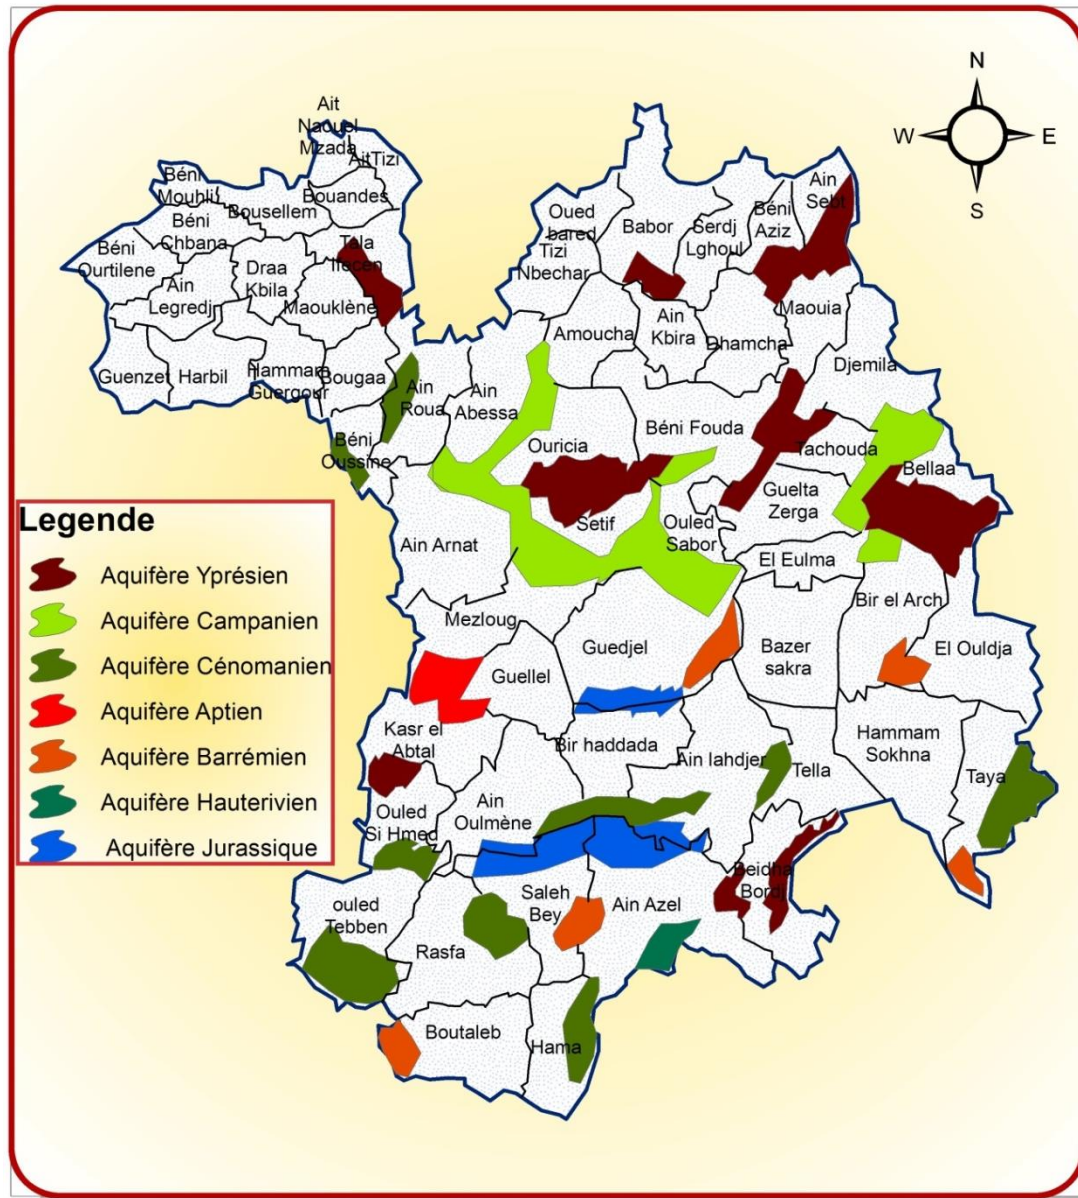 N
W
E
S
Ait
Naouel
Mzada
AitTizi
Béni
Mouhli
Bousellem
Bouandes
Béni
Chbana
Béni
Ourtilene
Tala
Ifecen
Draa
Kbila
Ain
Legredj
Maouklène
Guenzet
Harbil
Hammam
Guergour
Bougaa
Ain
Roua
Ain
Abessa
Béni
Oussine
Oued
bared
Tizi
Nbechar
Babor
Serdj
Lghoul
Béni
Aziz
Ain
Sebt
Amoucha
Ain
Kbira
Dhamcha
Maouia
Djemila
Ouricia
Béni Fouda
Tachouda
Bellaa
Guelta
Zerga
Setif
Ouled
Sabor
Ain Arnat
El Eulma
Bir el Arch
Mezloug
Guedjel
Bazer
sakra
El Ouldja
Guellel
Kasr el
Abtal
Bir haddada
Ain lahdjer
Tella
Hammam
Sokhna
Taya
Ouled
Si Hmed
Ain
Oulmène
Beidha
Bordj
ouled
Tebben
Rasfa
Saleh
Bey
Ain Azel
Boutaleb
Hama
Legende
Aquifère Yprésien
Aquifère Campanien
Aquifère Cénomanien
Aquifère Aptien
Aquifère Barrémien
Aquifère Hauterivien
Aquifère Jurassique